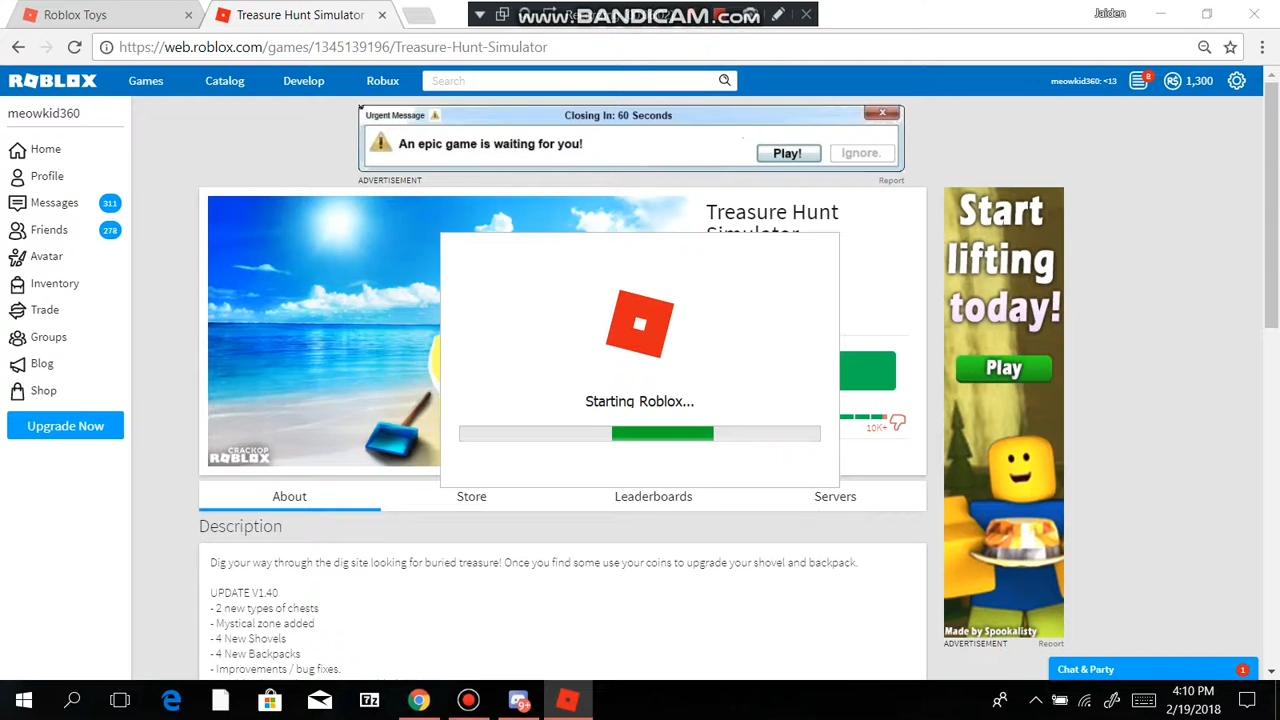 Roblox Toys
Treasure Hunt Simulator
www.BANDICAM.com
Jaiden
https://web.roblox.com/games/1345139196/Treasure-Hunt-Simulator
ROBLOX
Games
Catalog
Develop
Robux
Search
meowkid360: <13
8
R$ 1,300
meowkid360
Home
Profile
Messages 311
Friends 278
Avatar
Inventory
Trade
Groups
Blog
Shop
Upgrade Now
Urgent Message
Closing In: 60 Seconds
An epic game is waiting for you!
Play!
Ignore.
ADVERTISEMENT
Report
Treasure Hunt
Simulator
CRACKOP
ROBLOX
Starting Roblox...
10K+
About
Store
Leaderboards
Servers
Description
Dig your way through the dig site looking for buried treasure! Once you find some use your coins to upgrade your shovel and backpack.
UPDATE V1.40
- 2 new types of chests
- Mystical zone added
- 4 New Shovels
- 4 New Backpacks
- Improvements / bug fixes.
Start
lifting
today!
Play
Made by Spookalisty
ADVERTISEMENT
Report
Chat & Party
1
7z
9+
4:10 PM
2/19/2018